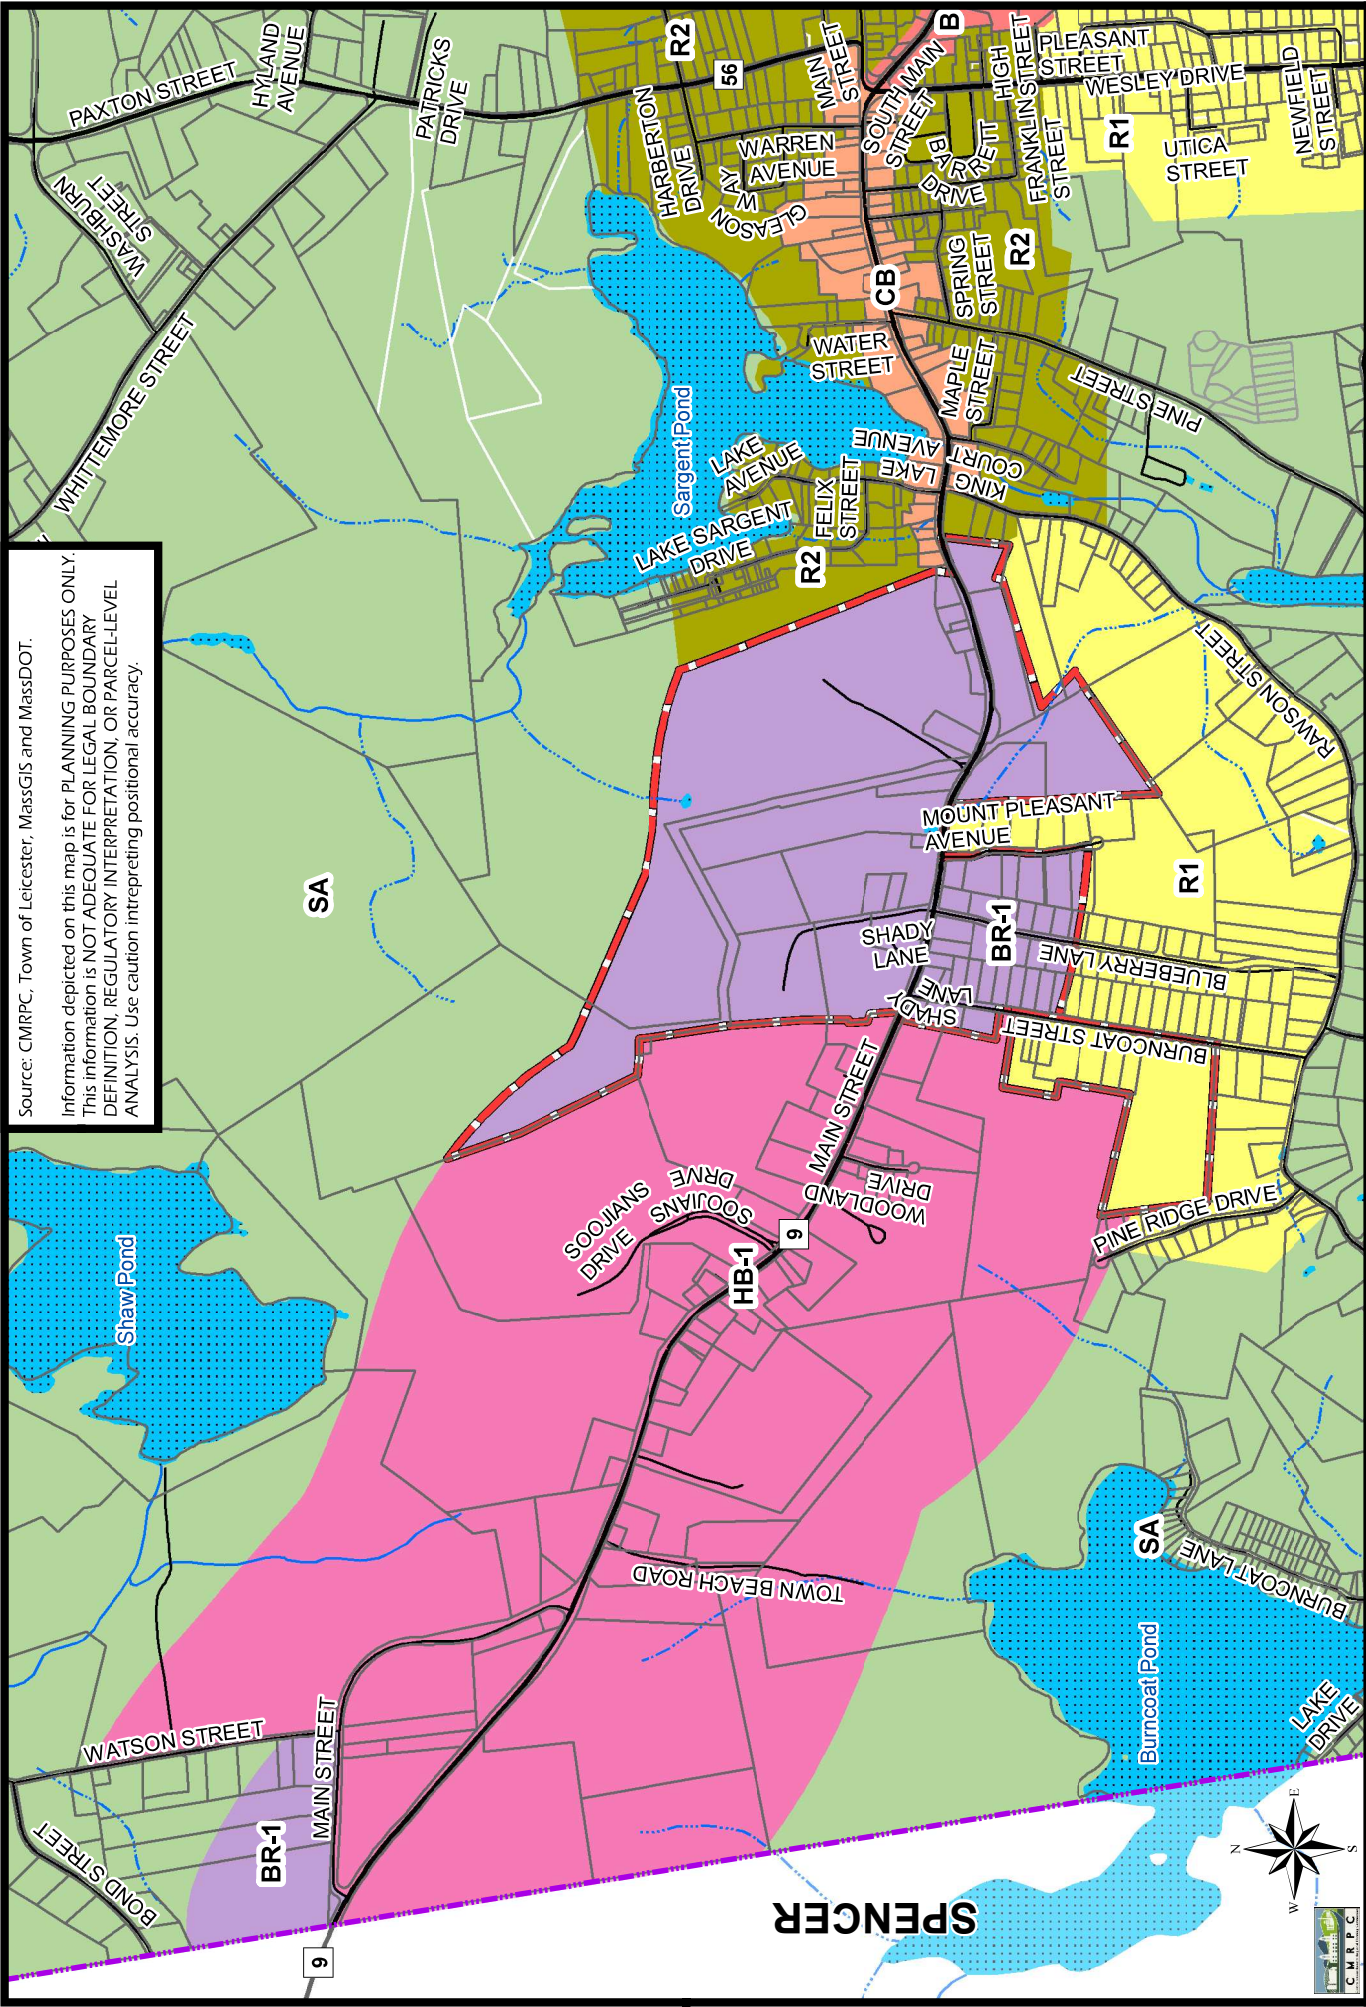 Source: CMRPC, Town of Leicester, MassGIS and MassDOT.
Information depicted on this map is for PLANNING PURPOSES ONLY.
This information is NOT ADEQUATE FOR LEGAL BOUNDARY
DEFINITION, REGULATORY INTERPRETATION, OR PARCEL-LEVEL
ANALYSIS. Use caution intrepreting positional accuracy.
PAXTON STREET
HYLAND
AVENUE
PATRICKS
DRIVE
WASHBURN
STREET
WHITTEMORE STREET
R2
56
HARBERTON
DRIVE
MAIN
STREET
B
SOUTH MAIN
STREET
HIGH
STREET
PLEASANT
STREET
WESLEY DRIVE
FRANKLIN
STREET
NEWFIELD
STREET
UTICA
STREET
R1
WARREN
AVENUE
GLEASON
WAY
BARRETT
DRIVE
SPRING
STREET
R2
CB
WATER
STREET
MAPLE
STREET
PINE STREET
Sargent Pond
LAKE
AVENUE
LAKE
AVENUE
KING
COURT
FELIX
STREET
LAKE SARGENT
DRIVE
R2
RAWSON STREET
SA
MOUNT PLEASANT
AVENUE
R1
SHADY
LANE
BR-1
BLUEBERRY LANE
SHADY
LANE
BURNCOAT STREET
MAIN STREET
WOODLAND
DRIVE
SOOJIANS
DRIVE
SOOJIANS
DRIVE
9
HB-1
PINE RIDGE DRIVE
Shaw Pond
TOWN BEACH ROAD
SA
BURNCOAT LANE
Burncoat Pond
LAKE
DRIVE
WATSON STREET
MAIN STREET
BR-1
BOND STREET
9
SPENCER
N
E
S
W
CMRPC